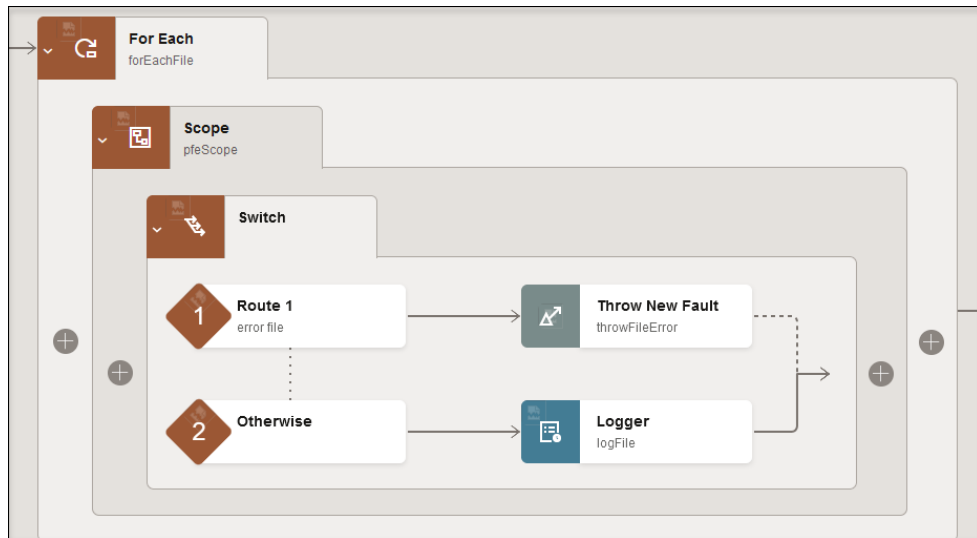 For Each
forEachFile
Scope
pfeScope
Switch
1
Route 1
error file
Throw New Fault
throwFileError
2
Otherwise
Logger
logFile